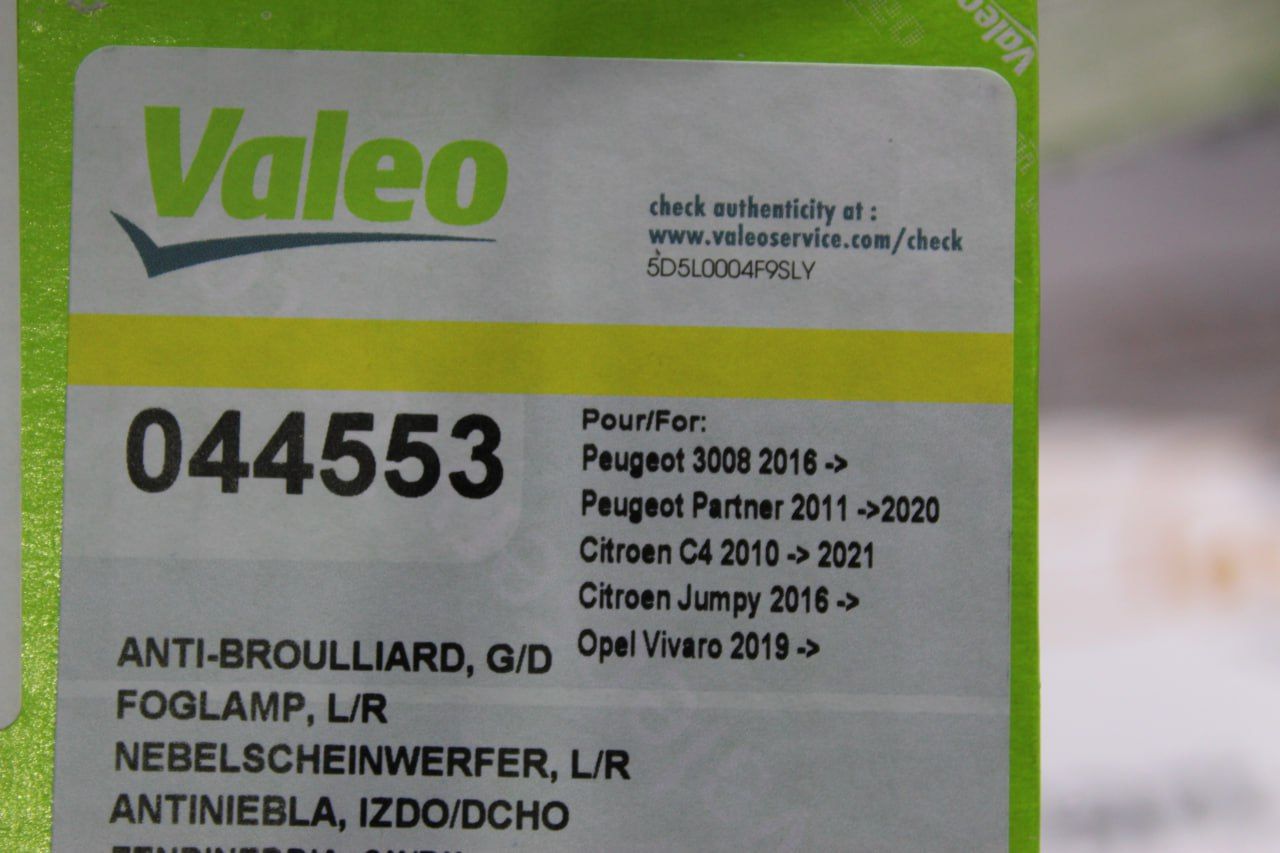 Valeo
Valeo
check authenticity at :
www.valeoservice.com/check
5D5L0004F9SLY
044553
Pour/For:
Peugeot 3008 2016 ->
Peugeot Partner 2011 ->2020
Citroen C4 2010 -> 2021
Citroen Jumpy 2016 ->
Opel Vivaro 2019 ->
ANTI-BROULLIARD, G/D
FOGLAMP, L/R
NEBELSCHEINWERFER, L/R
ANTINIEBLA, IZDO/DCHO